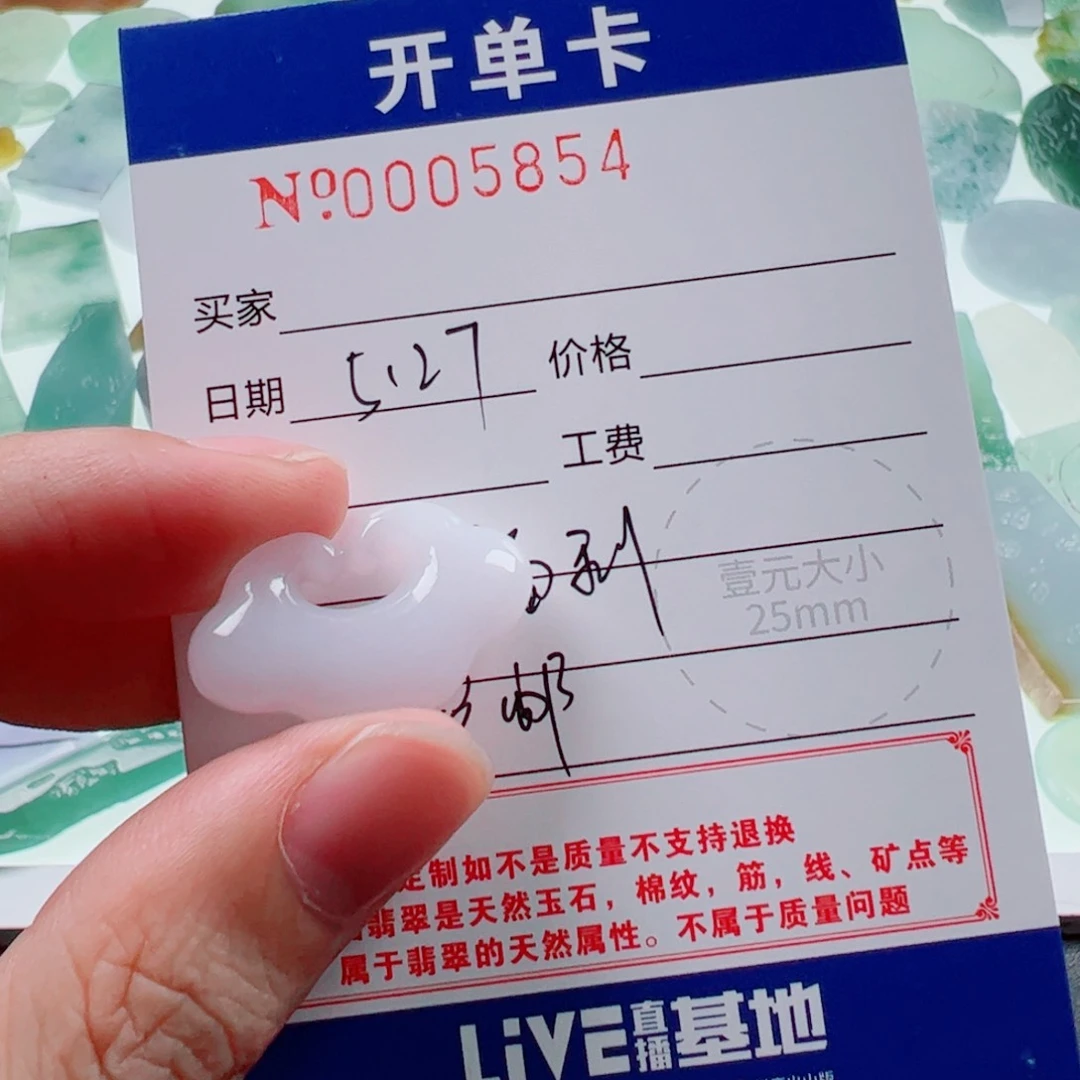 开单卡
No.0005854
买家
日期 5.27 价格
工费
壹元大小
25mm
邮
定制如不是质量不支持退换
翡翠是天然玉石，棉纹，筋，线、矿点等
属于翡翠的天然属性。不属于质量问题
LiVE直播基地